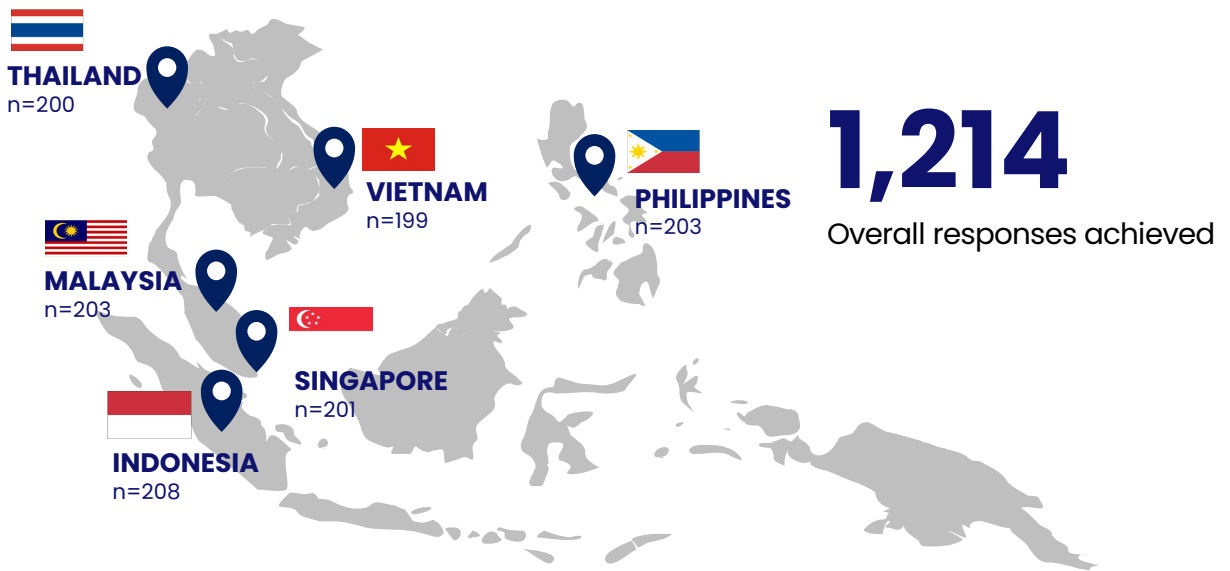 THAILAND
n=200
VIETNAM
n=199
PHILIPPINES
n=203
1,214
Overall responses achieved
MALAYSIA
n=203
SINGAPORE
n=201
INDONESIA
n=208